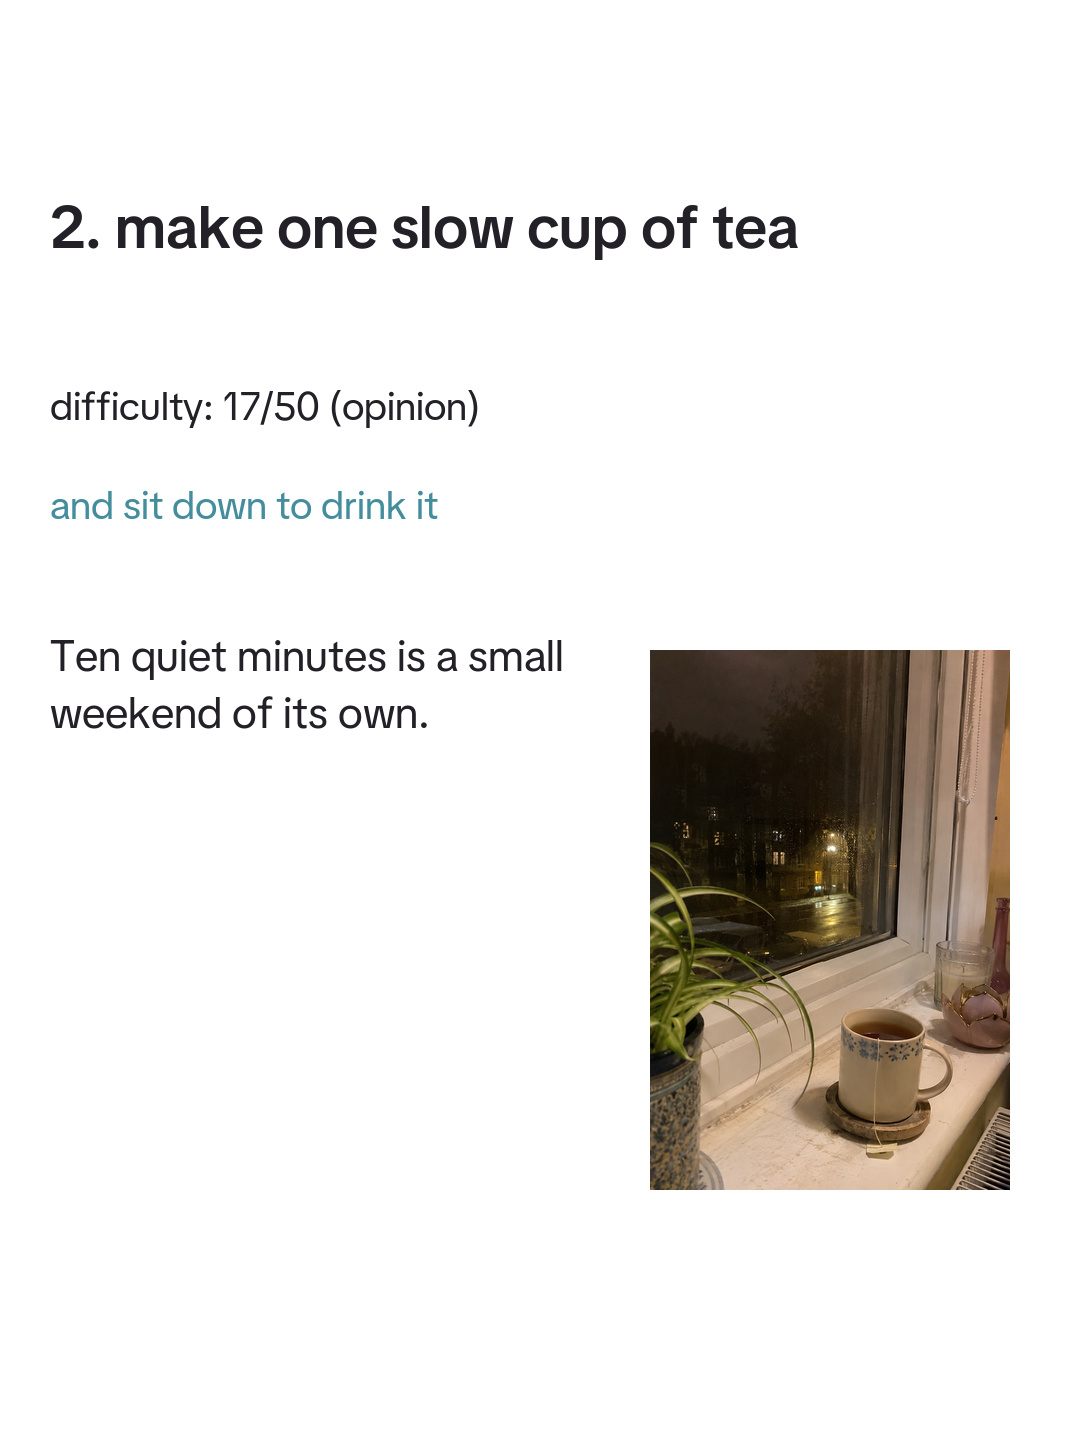 2. make one slow cup of tea
difficulty: 17/50 (opinion)
and sit down to drink it
Ten quiet minutes is a small
weekend of its own.